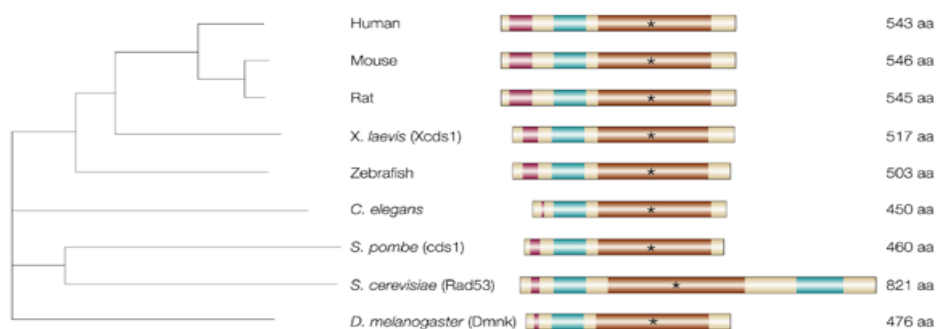 Human 543 aa
Mouse 546 aa
Rat 545 aa
X. laevis (Xcds1) 517 aa
Zebrafish 503 aa
C. elegans 450 aa
S. pombe (cds1) 460 aa
S. cerevisiae (Rad53) 821 aa
D. melanogaster (Dmnk) 476 aa